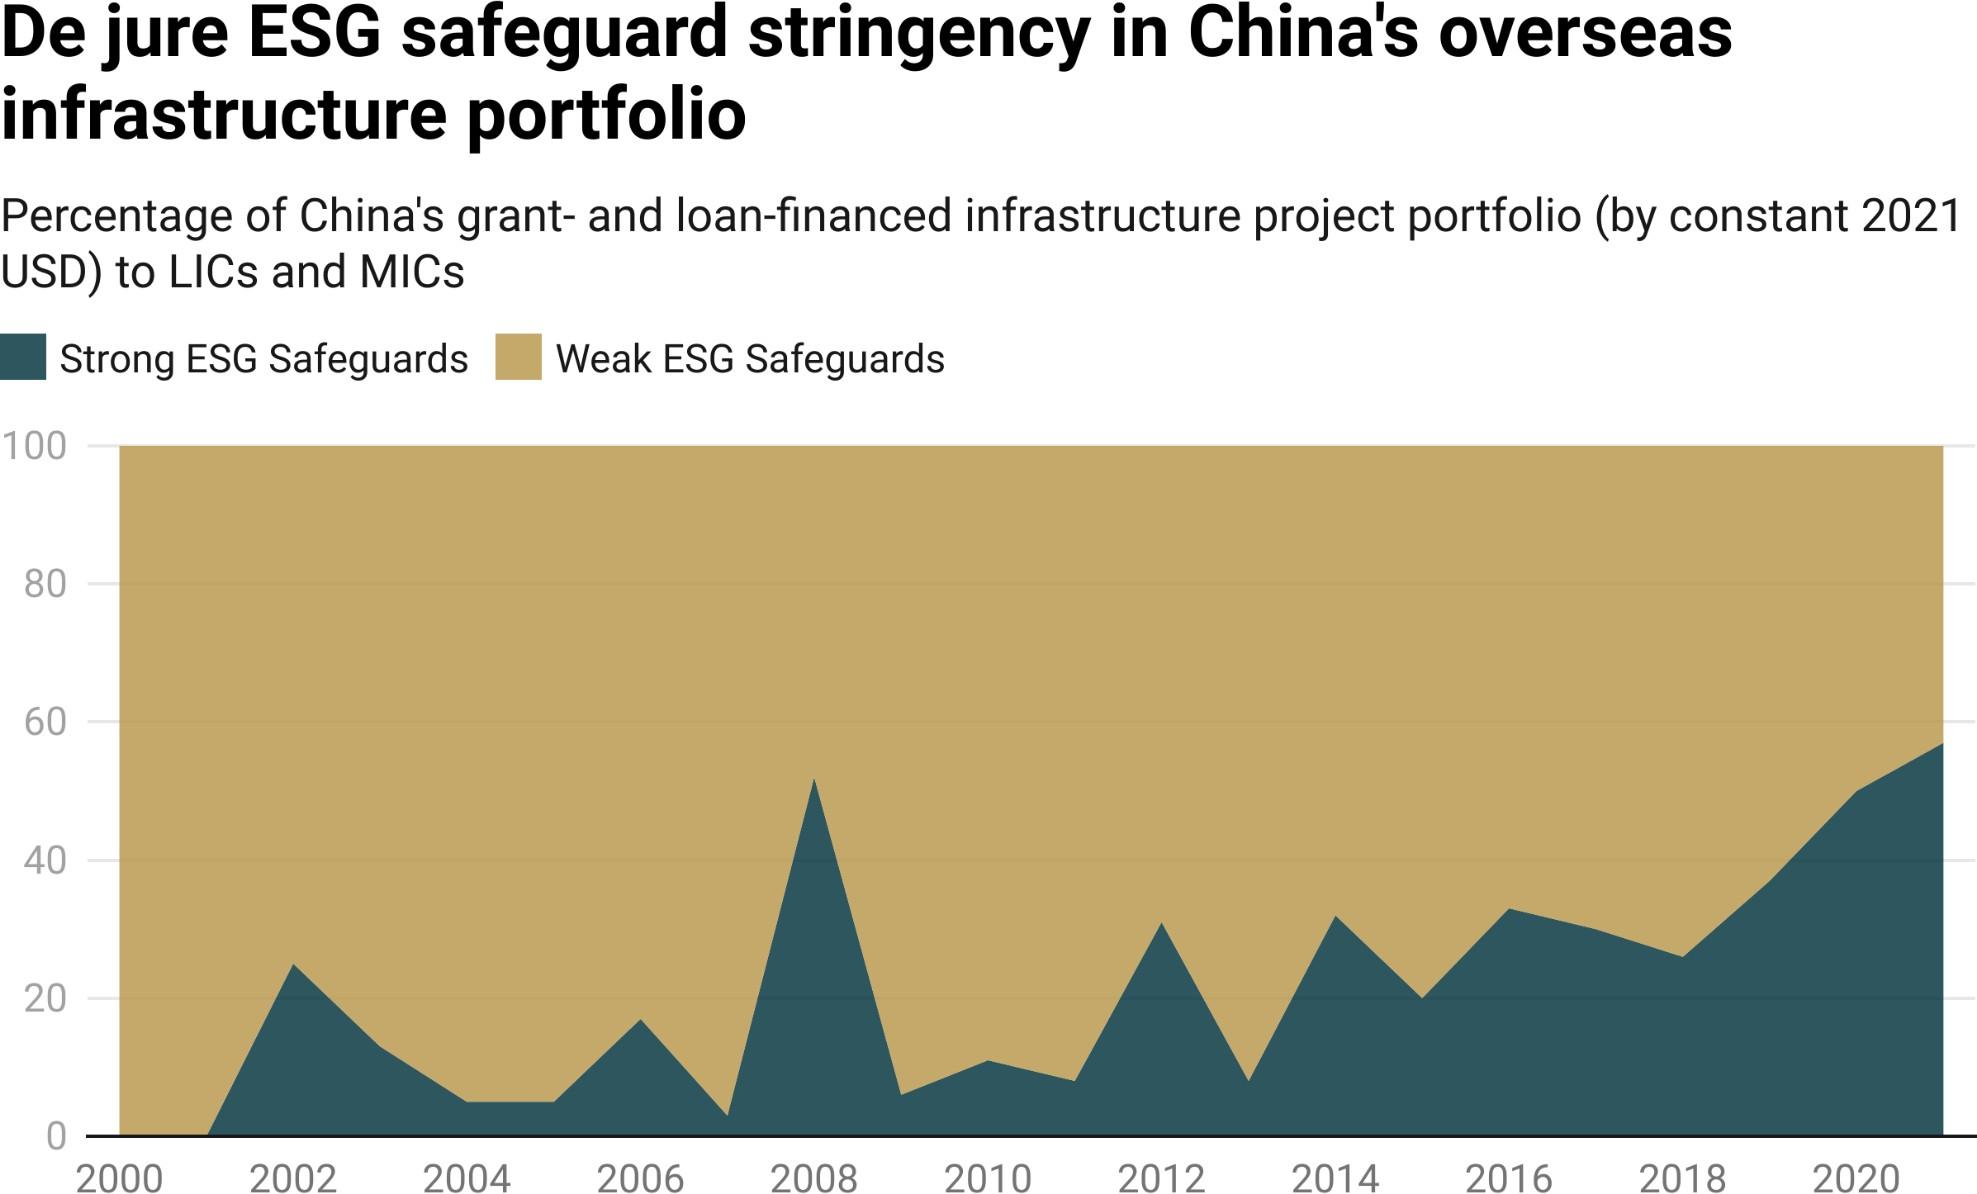 De jure ESG safeguard stringency in China's overseas
infrastructure portfolio
Percentage of China's grant- and loan-financed infrastructure project portfolio (by constant 2021
USD) to LICs and MICs
Strong ESG Safeguards Weak ESG Safeguards
100
80
60
40
20
0
2000 2002 2004 2006 2008 2010 2012 2014 2016 2018 2020